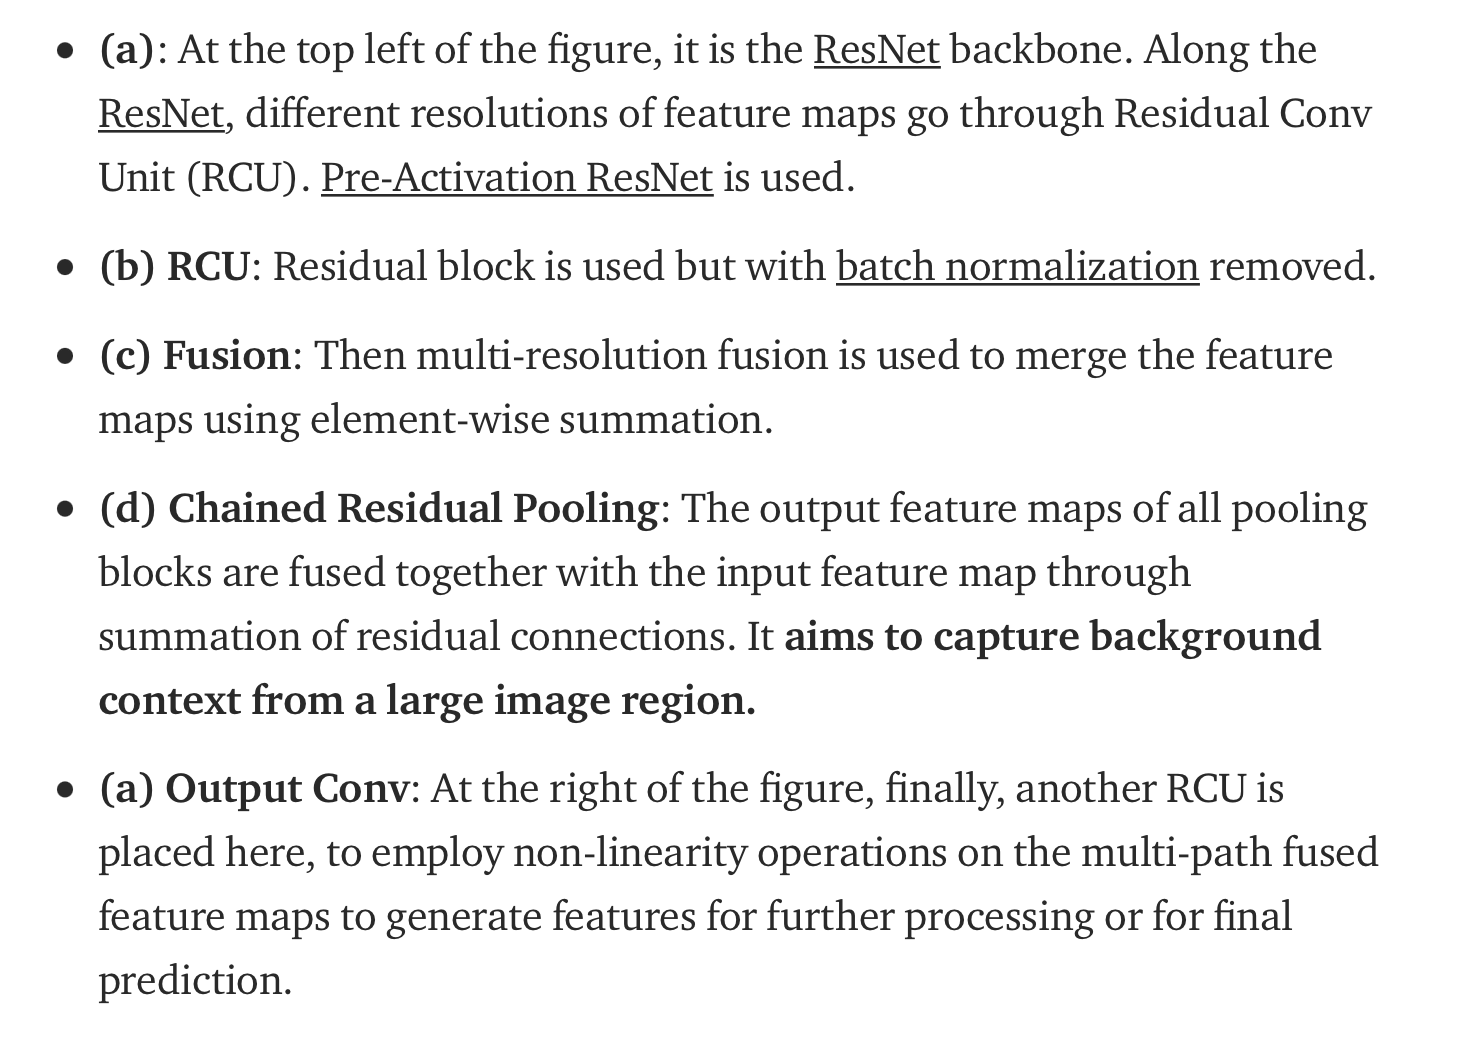 • (a): At the top left of the figure, it is the ResNet backbone. Along the
ResNet, different resolutions of feature maps go through Residual Conv
Unit (RCU). Pre-Activation ResNet is used.
• (b) RCU: Residual block is used but with batch normalization removed.
• (c) Fusion: Then multi-resolution fusion is used to merge the feature
maps using element-wise summation.
• (d) Chained Residual Pooling: The output feature maps of all pooling
blocks are fused together with the input feature map through
summation of residual connections. It aims to capture background
context from a large image region.
• (a) Output Conv: At the right of the figure, finally, another RCU is
placed here, to employ non-linearity operations on the multi-path fused
feature maps to generate features for further processing or for final
prediction.